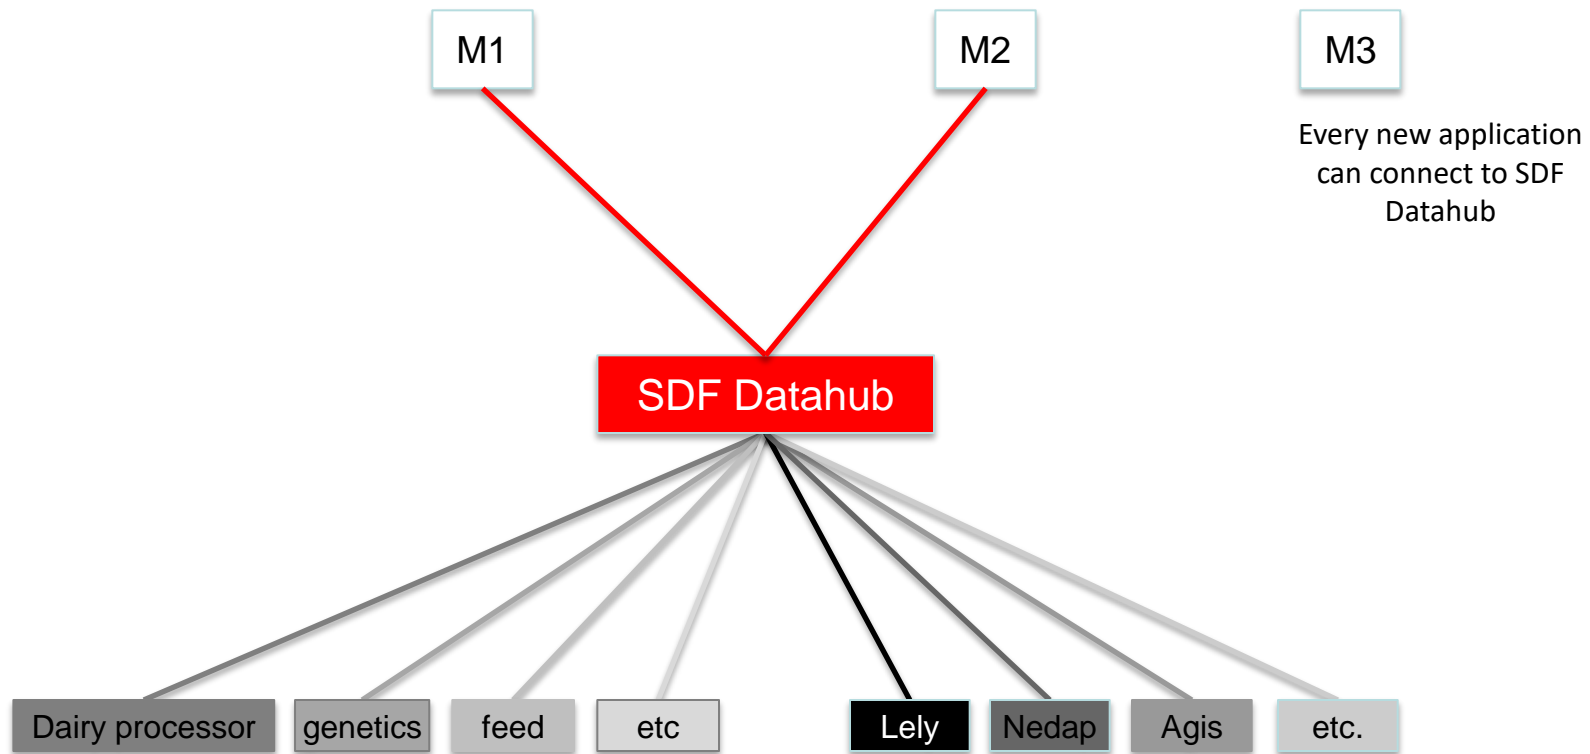 M1
M2
M3
Every new application
can connect to SDF
Datahub
SDF Datahub
Dairy processor
genetics
feed
etc
Lely
Nedap
Agis
etc.